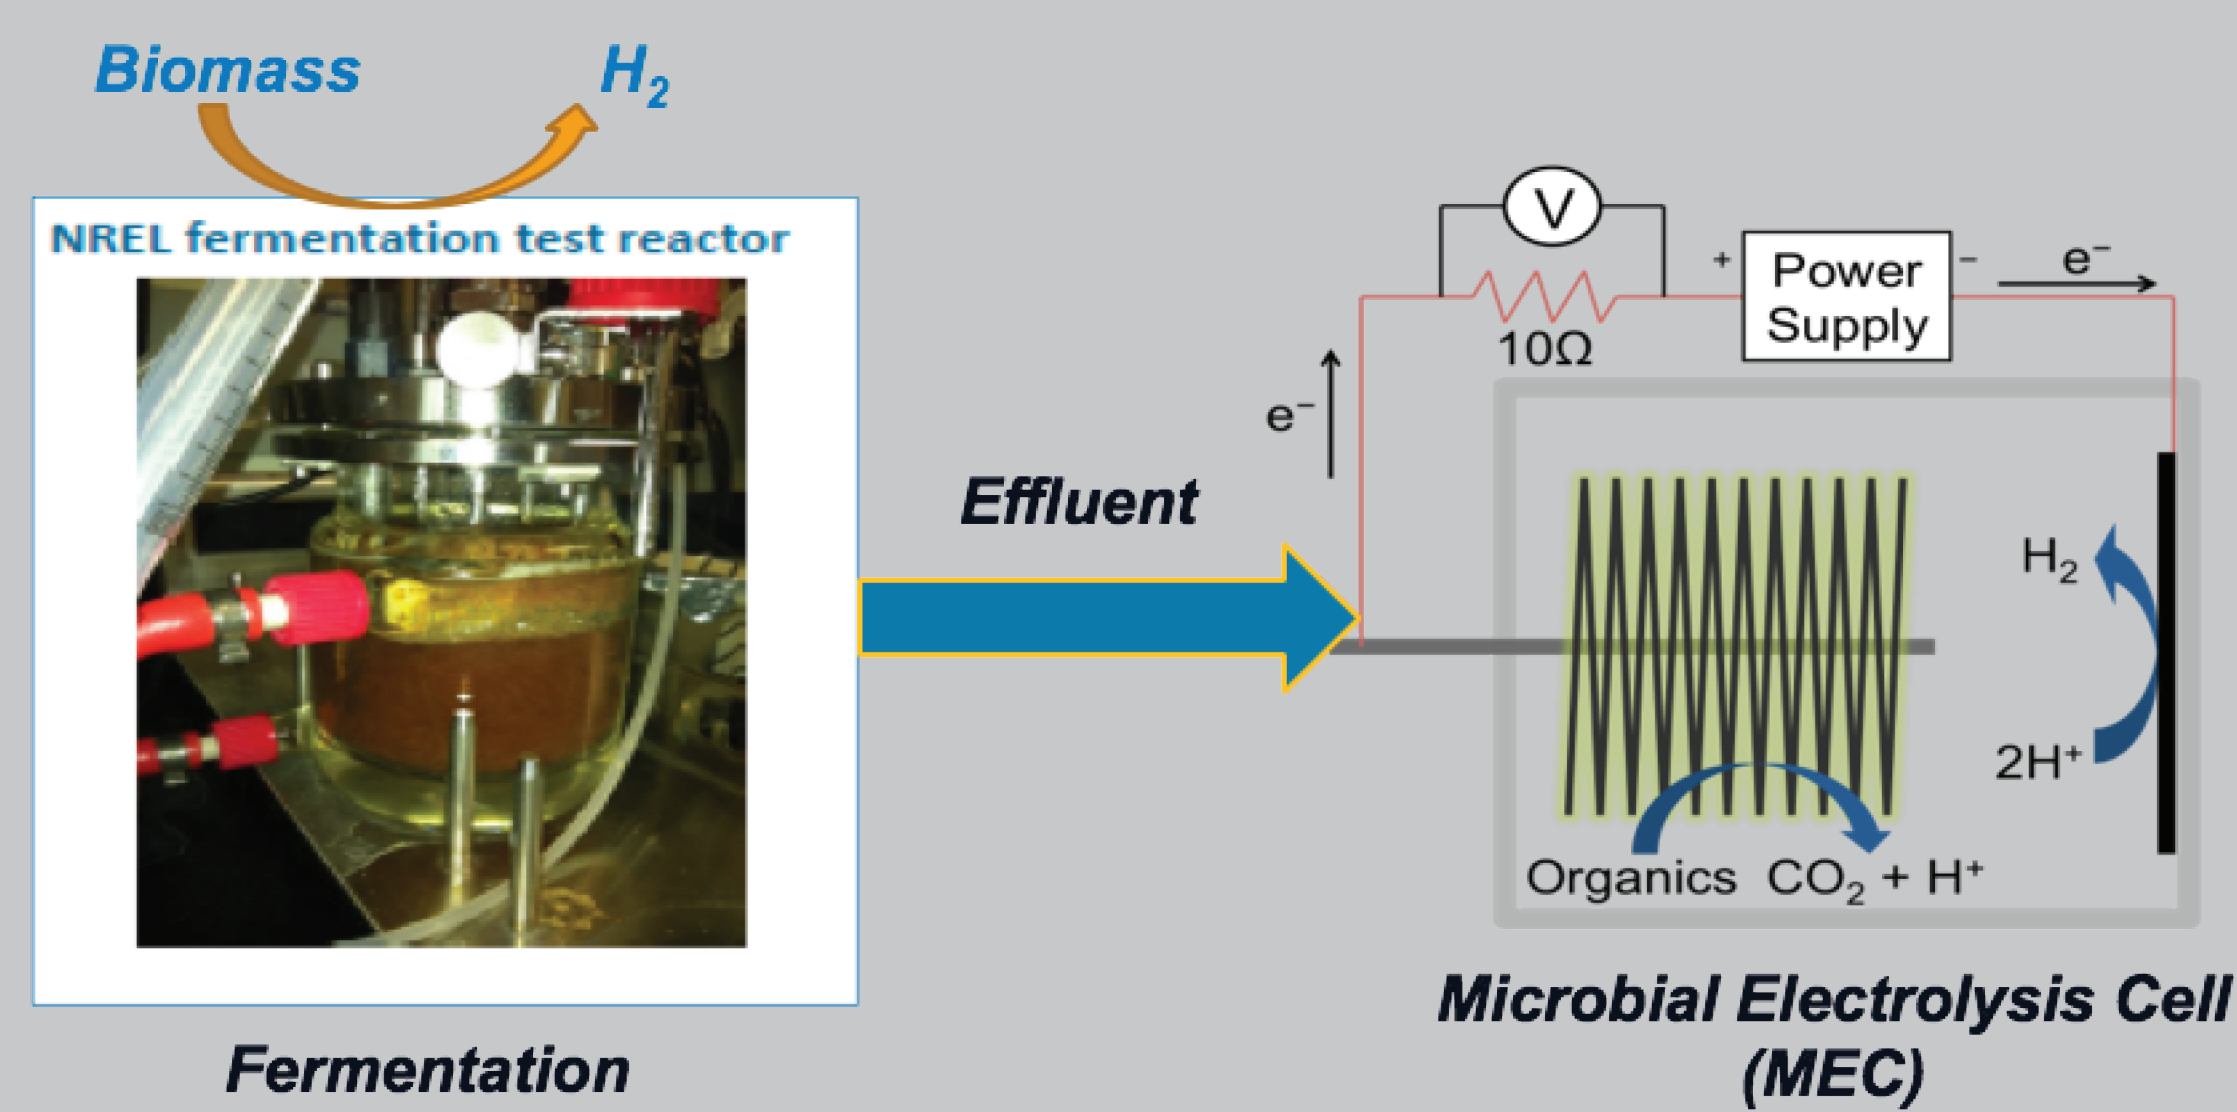 Biomass
H₂
NREL fermentation test reactor
Fermentation
Effluent
V
10Ω
+
Power
Supply
−
e⁻
e⁻
H₂
2H⁺
Organics CO₂ + H⁺
Microbial Electrolysis Cell
(MEC)